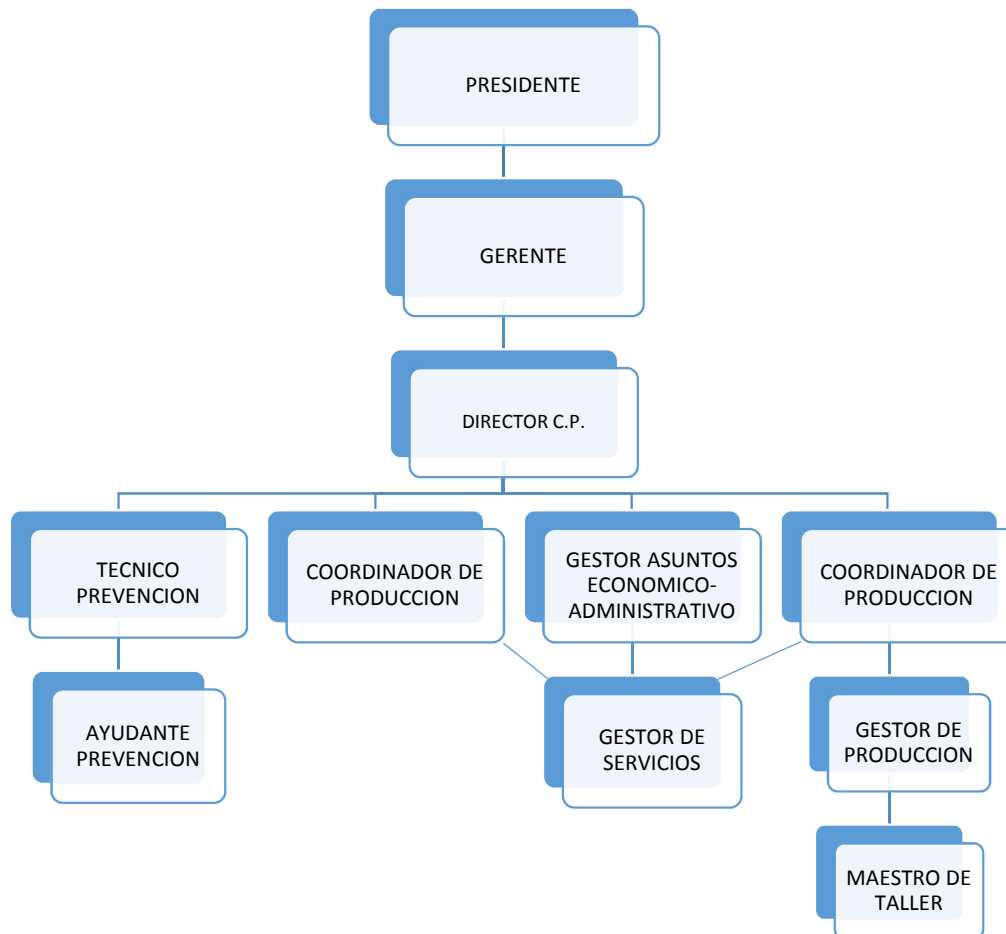 PRESIDENTE
GERENTE
DIRECTOR C.P.
TECNICO
PREVENCION
COORDINADOR DE
PRODUCCION
GESTOR ASUNTOS
ECONOMICO-
ADMINISTRATIVO
COORDINADOR DE
PRODUCCION
AYUDANTE
PREVENCION
GESTOR DE
SERVICIOS
GESTOR DE
PRODUCCION
MAESTRO DE
TALLER